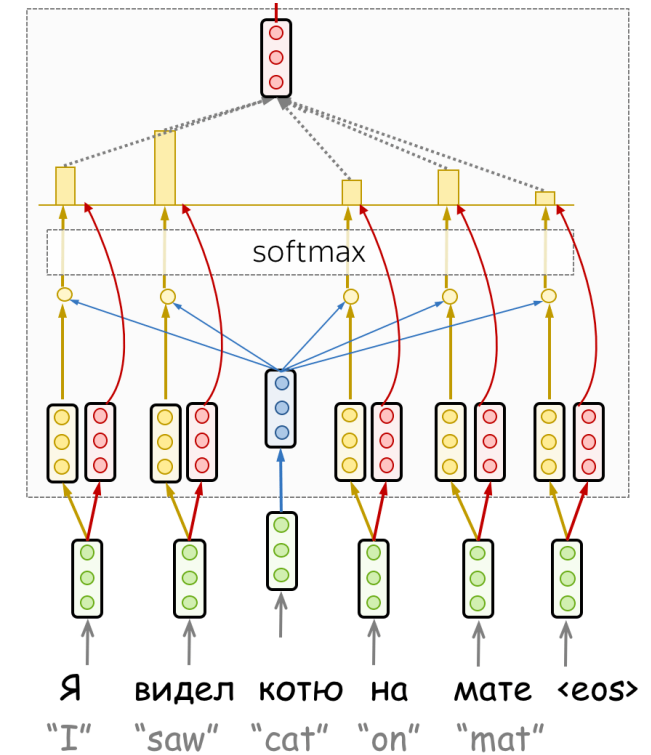 softmax
Я видел котю на мате <eos>
“I” “saw” “cat” “on” “mat”